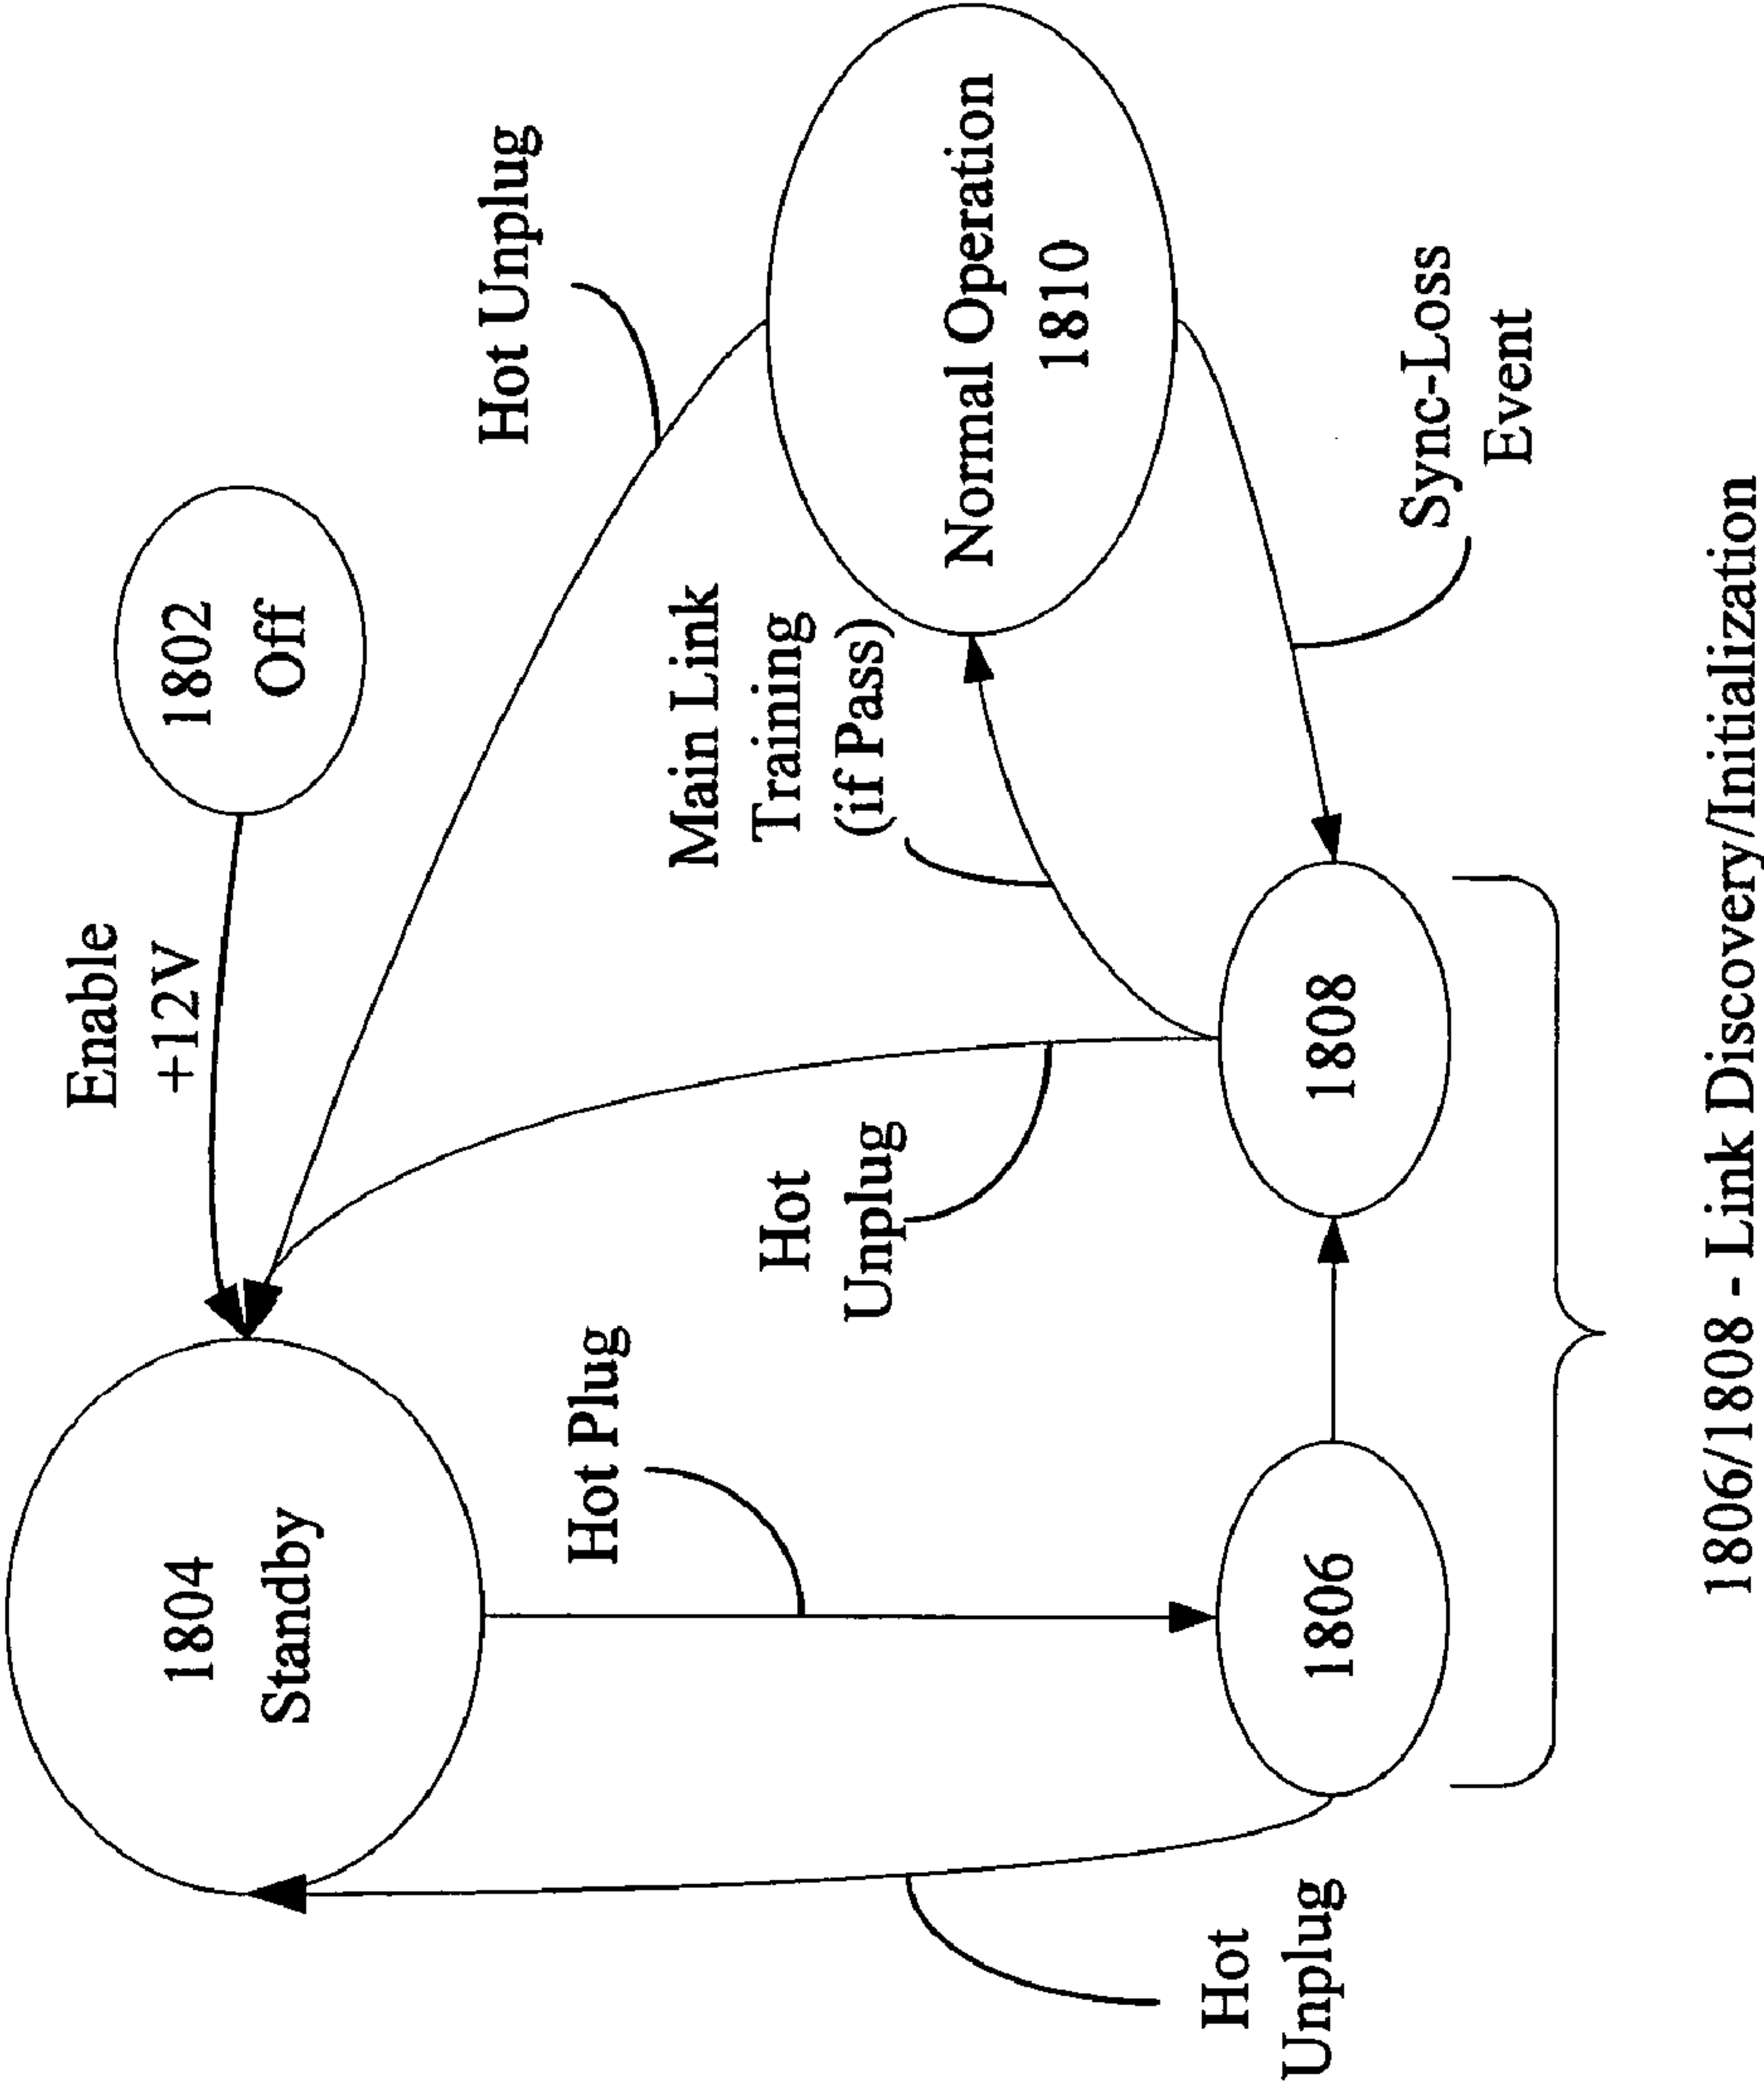 1804
Standby
Enable
+12V
1802
Off
Hot Plug
Hot Unplug
Hot
Unplug
Main Link
Training
(if Pass)
Normal Operation
1810
Hot
Unplug
1806
1808
Sync-Loss
Event
1806/1808 - Link Discovery/Initialization